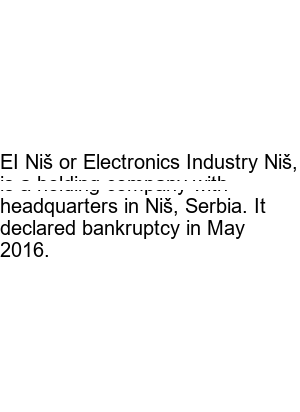 EI Niš or Electronics Industry Niš,
is a holding company with
headquarters in Niš, Serbia. It
declared bankruptcy in May
2016.